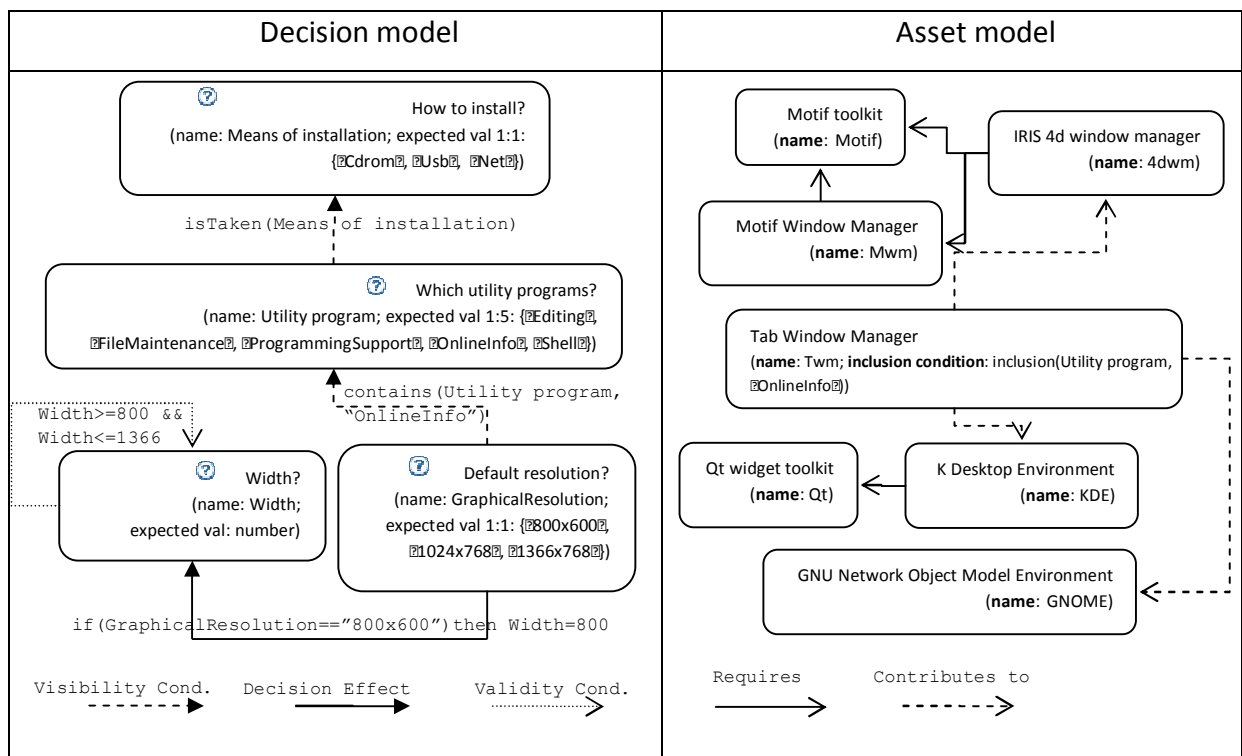 Decision model
Asset model
How to install?
(name: Means of installation; expected val 1:1:
{⍰Cdrom⍰, ⍰Usb⍰, ⍰Net⍰})
isTaken(Means of installation)
Which utility programs?
(name: Utility program; expected val 1:5: {⍰Editing⍰,
⍰FileMaintenance⍰, ⍰ProgrammingSupport⍰, ⍰OnlineInfo⍰, ⍰Shell⍰})
contains(Utility program,
“OnlineInfo”)
Width>=800 &&
Width<=1366
Width?
(name: Width;
expected val: number)
Default resolution?
(name: GraphicalResolution;
expected val 1:1: {⍰800x600⍰,
⍰1024x768⍰, ⍰1366x768⍰})
if(GraphicalResolution==”800x600”)then Width=800
Visibility Cond.
Decision Effect
Validity Cond.
Motif toolkit
(name: Motif)
IRIS 4d window manager
(name: 4dwm)
Motif Window Manager
(name: Mwm)
Tab Window Manager
(name: Twm; inclusion condition: inclusion(Utility program,
⍰OnlineInfo⍰))
Qt widget toolkit
(name: Qt)
K Desktop Environment
(name: KDE)
GNU Network Object Model Environment
(name: GNOME)
Requires
Contributes to